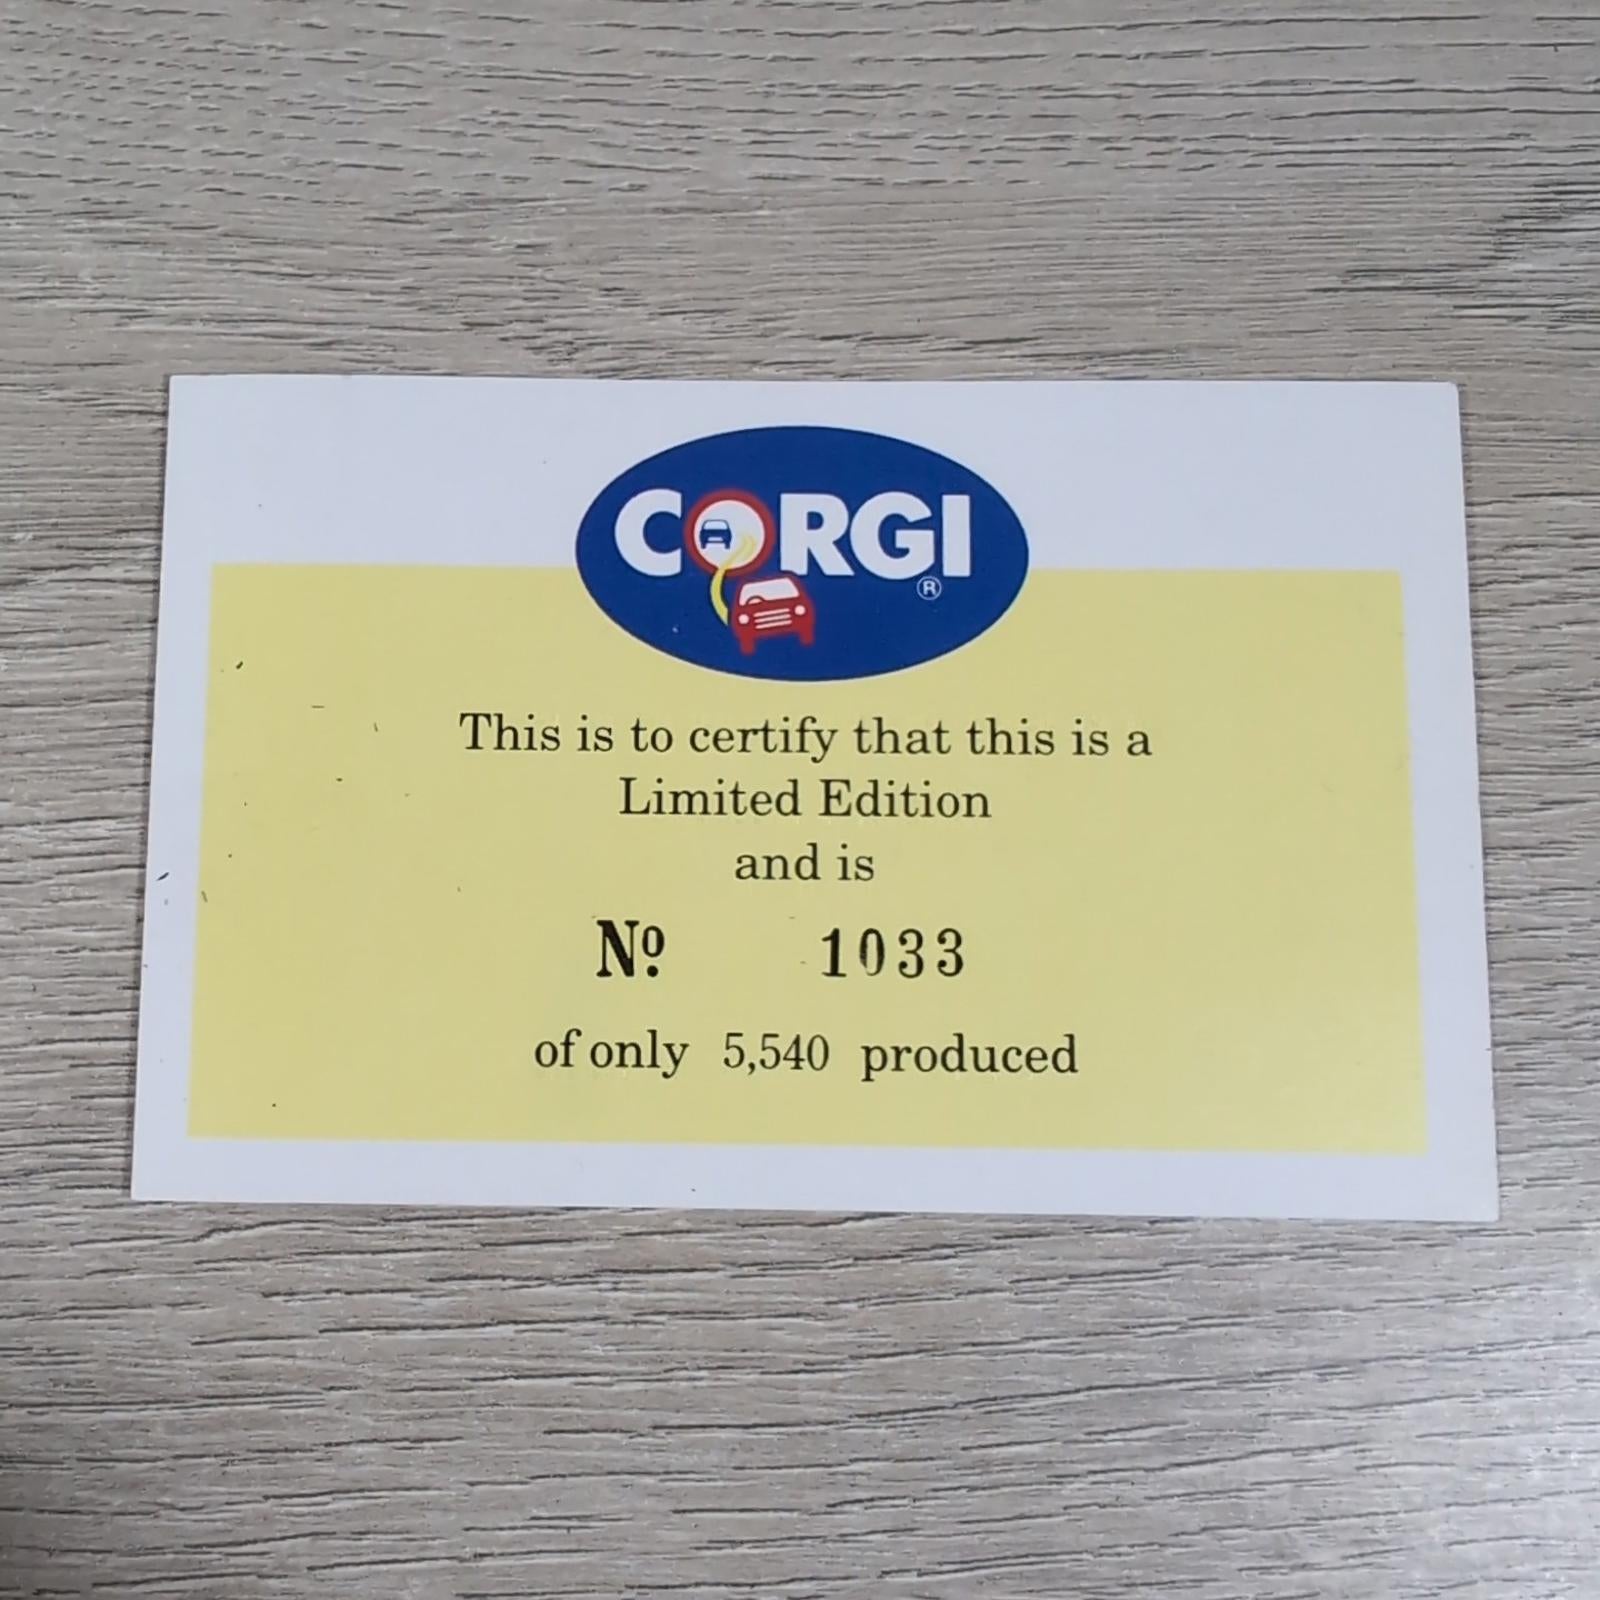 CORGI
®
This is to certify that this is a
Limited Edition
and is
Nº 1033
of only 5,540 produced